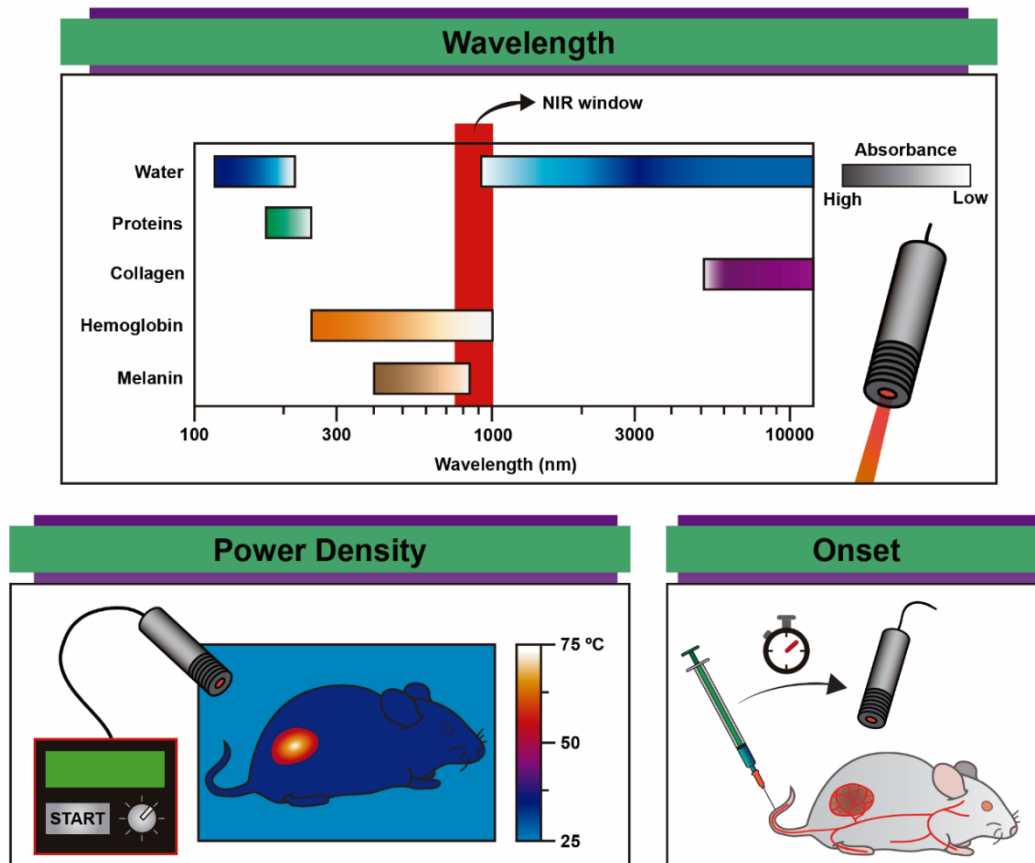 Wavelength
NIR window
Water
Proteins
Collagen
Hemoglobin
Melanin
Absorbance
High Low
100 300 1000 3000 10000
Wavelength (nm)
Power Density
75 ºC
50
25
START
Onset